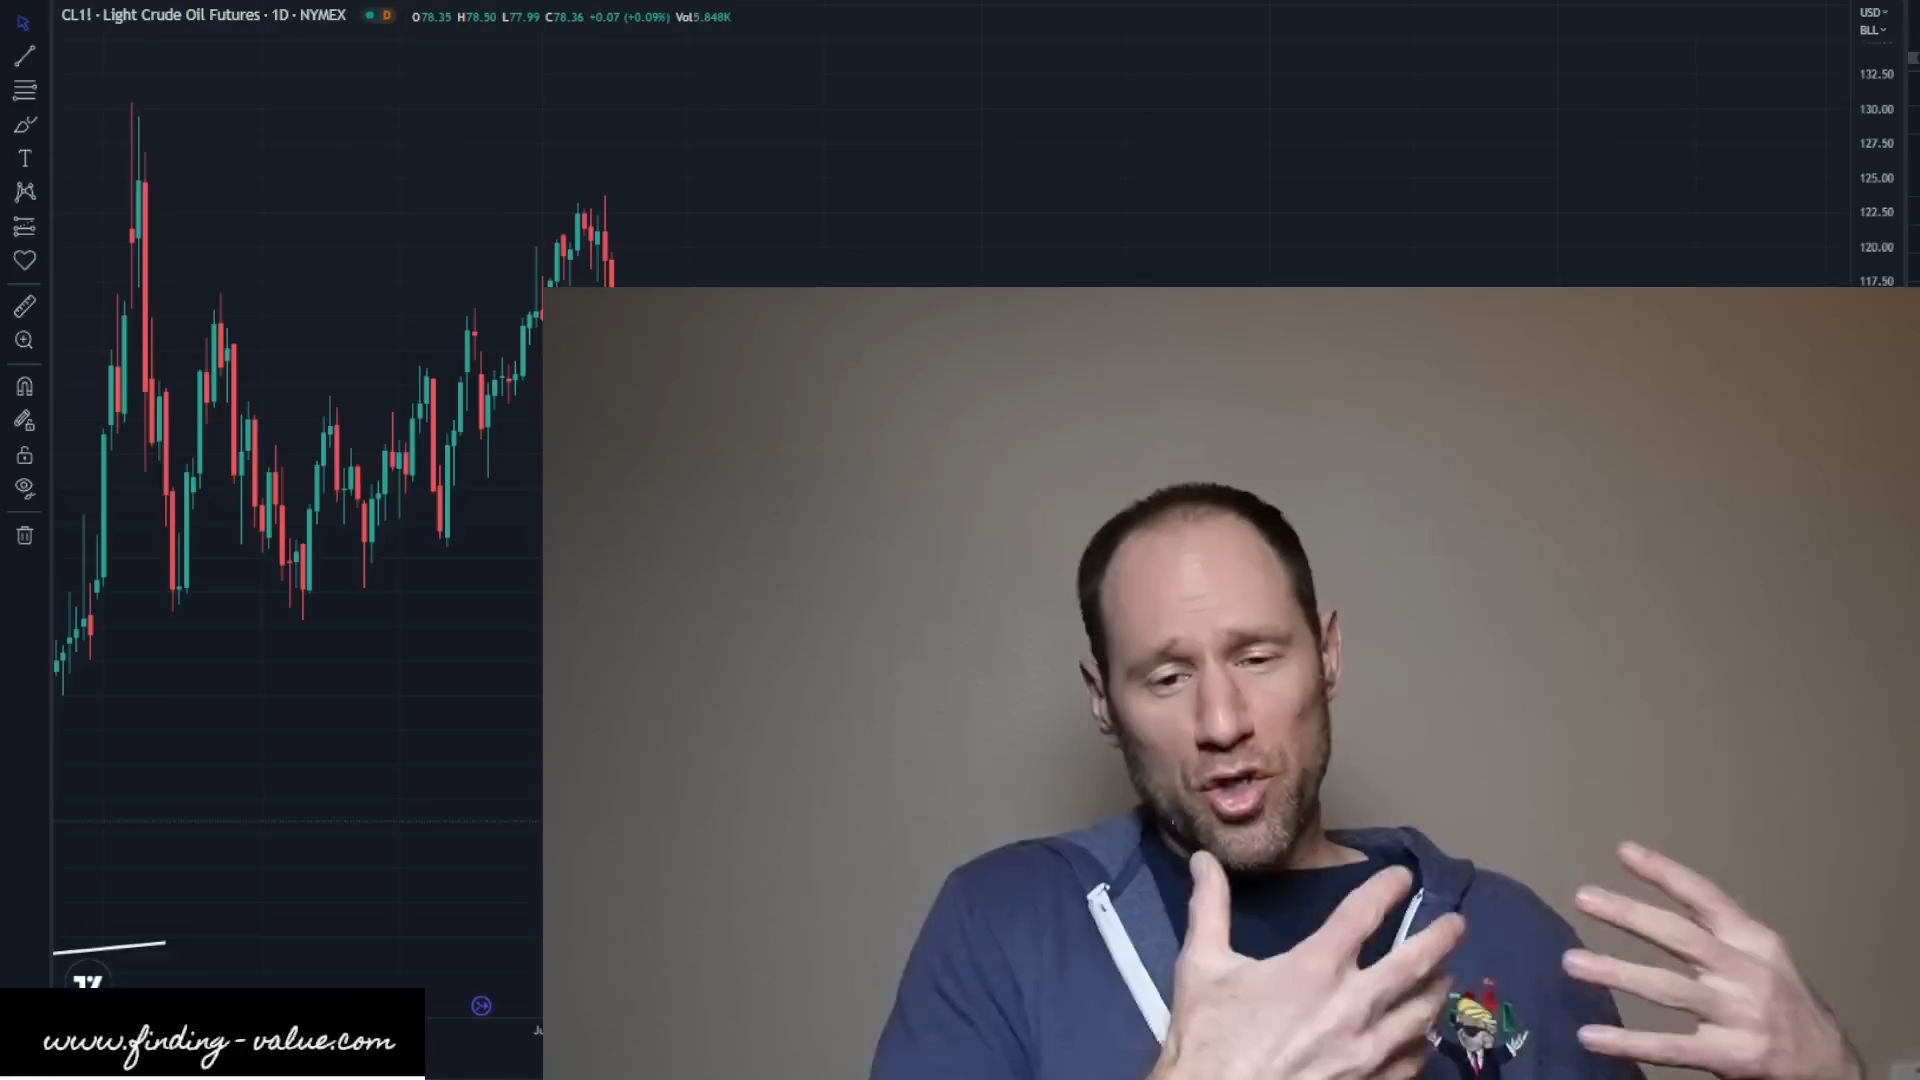 CL1! · Light Crude Oil Futures · 1D · NYMEX
D
O78.35 H78.50 L77.99 C78.36 +0.07 (+0.09%) Vol5.848K
USD
BLL
132.50
130.00
127.50
125.00
122.50
120.00
117.50
www.finding-value.com